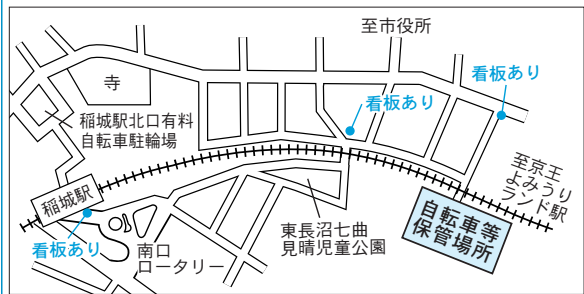 至市役所
看板あり
寺
看板あり
稲城駅北口有料
自転車駐輪場
至京王
よみうり
ランド駅
稲城駅
自転車等
保管場所
東長沼七曲
見晴児童公園
看板あり
南口
ロータリー